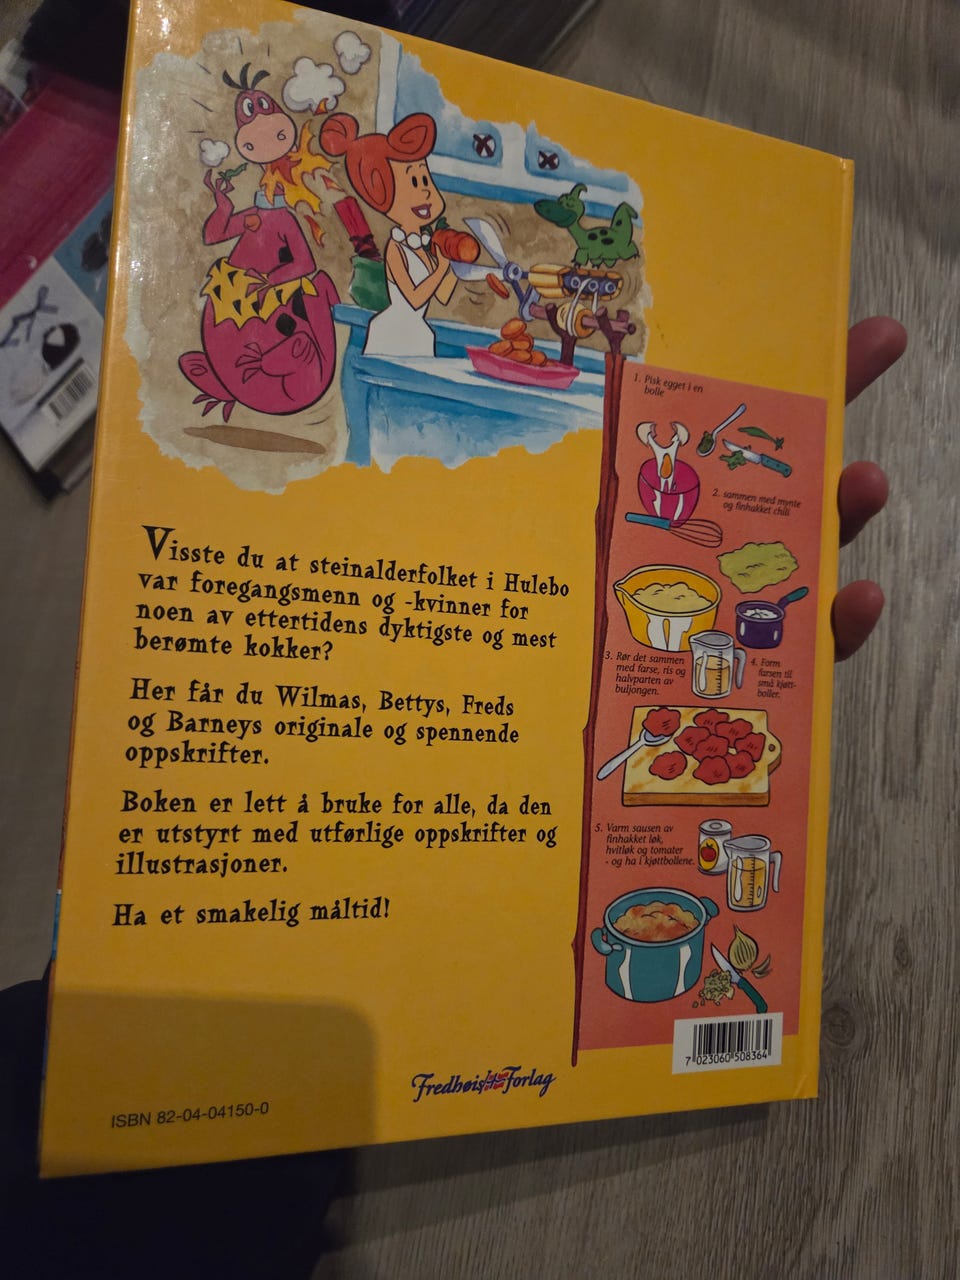 Visste du at steinalderfolket i Hulebo
var foregangsmenn og -kvinner for
noen av ettertidens dyktigste og mest
berømte kokker?
Her får du Wilmas, Bettys, Freds
og Barneys originale og spennende
oppskrifter.
Boken er lett å bruke for alle, da den
er utstyrt med utførlige oppskrifter og
illustrasjoner.
Ha et smakelig måltid!
1. Pisk egget i en
bolle
2. sammen med mynte
og finhakket chili
3. Rør det sammen
med farse, ris og
halvparten av
buljongen.
4. Form
farsen til
små kjøtt-
boller.
5. Varm sausen av
finhakket løk,
hvitløk og tomater
- og ha i kjøttbollene.
7 023060 508364
Fredhøis Forlag
ISBN 82-04-04150-0